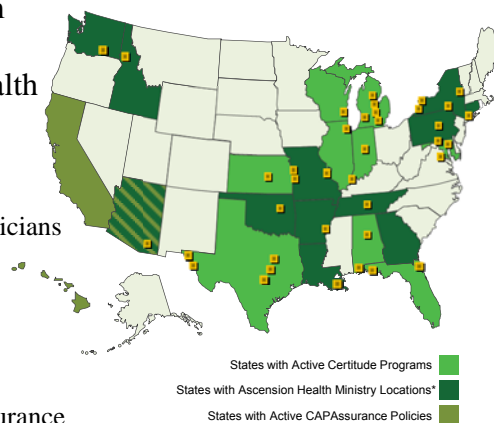 alth
icians
States with Active Certitude Programs
States with Ascension Health Ministry Locations*
States with Active CAPAssurance Policies
urance